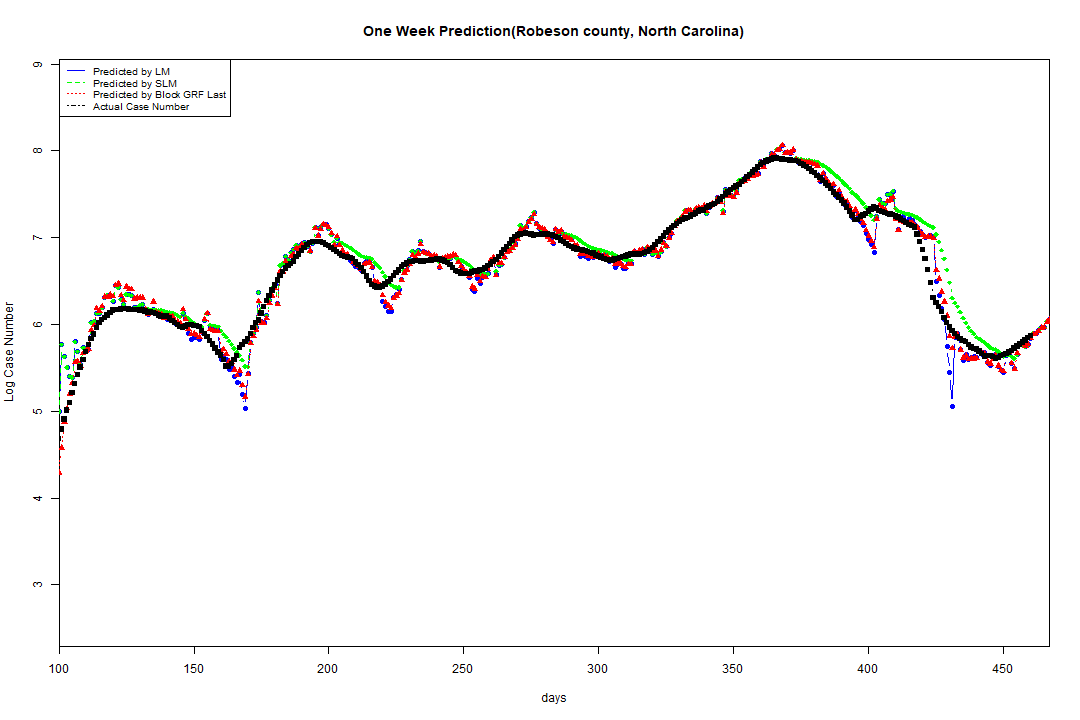 One Week Prediction(Robeson county, North Carolina)
Predicted by LM
Predicted by SLM
Predicted by Block GRF Last
Actual Case Number
9
8
7
6
5
4
3
Log Case Number
100 150 200 250 300 350 400 450
days